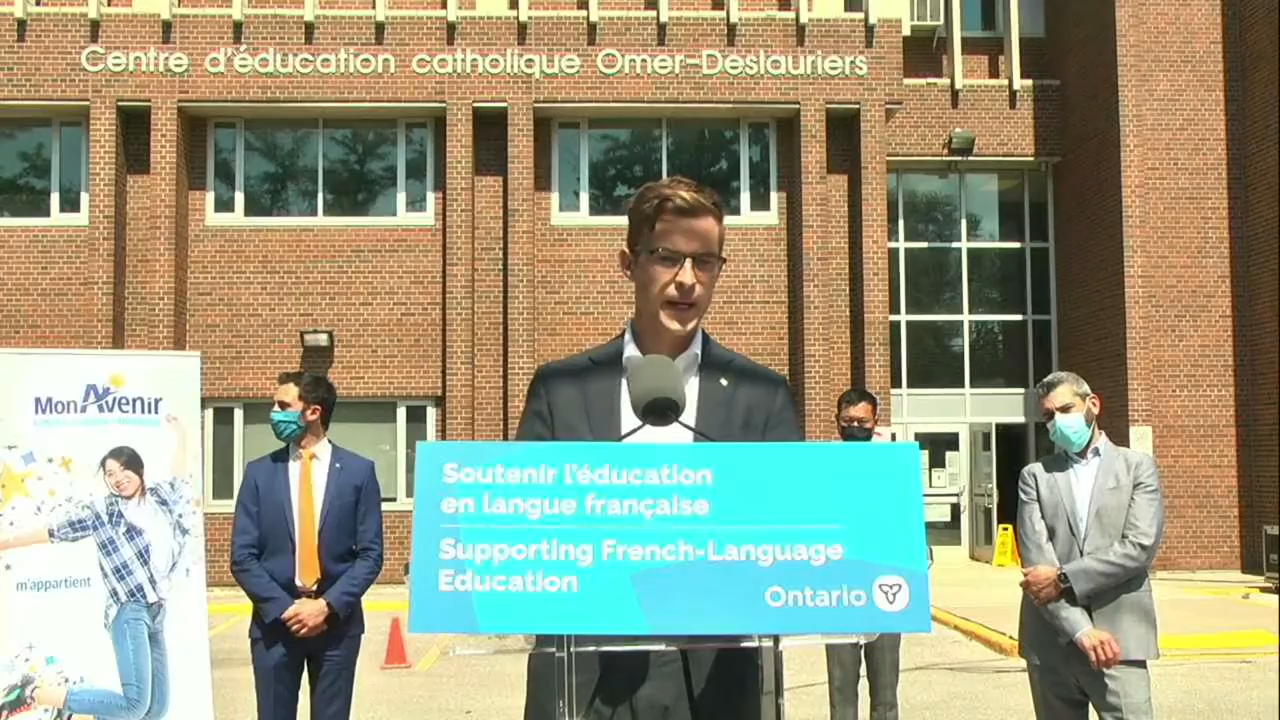 Centre d'éducation catholique Omer-Deslauriers
MonAvenir
m'appartient
Soutenir l'éducation
en langue française
Supporting French-Language
Education
Ontario